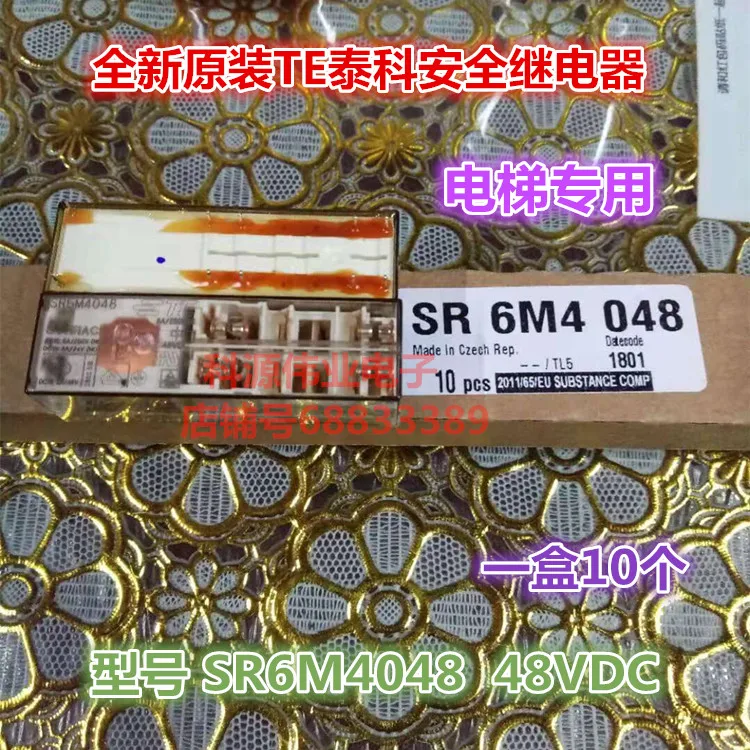 全新原装TE泰科安全继电器
电梯专用
SR6M4048
SR 6M4 048
Made in Czech Rep.
Datecode
--/TL5
1801
10 pcs
2011/65/EU SUBSTANCE COMP
科源伟业电子
店铺号68833389
一盒10个
型号 SR6M4048 48VDC